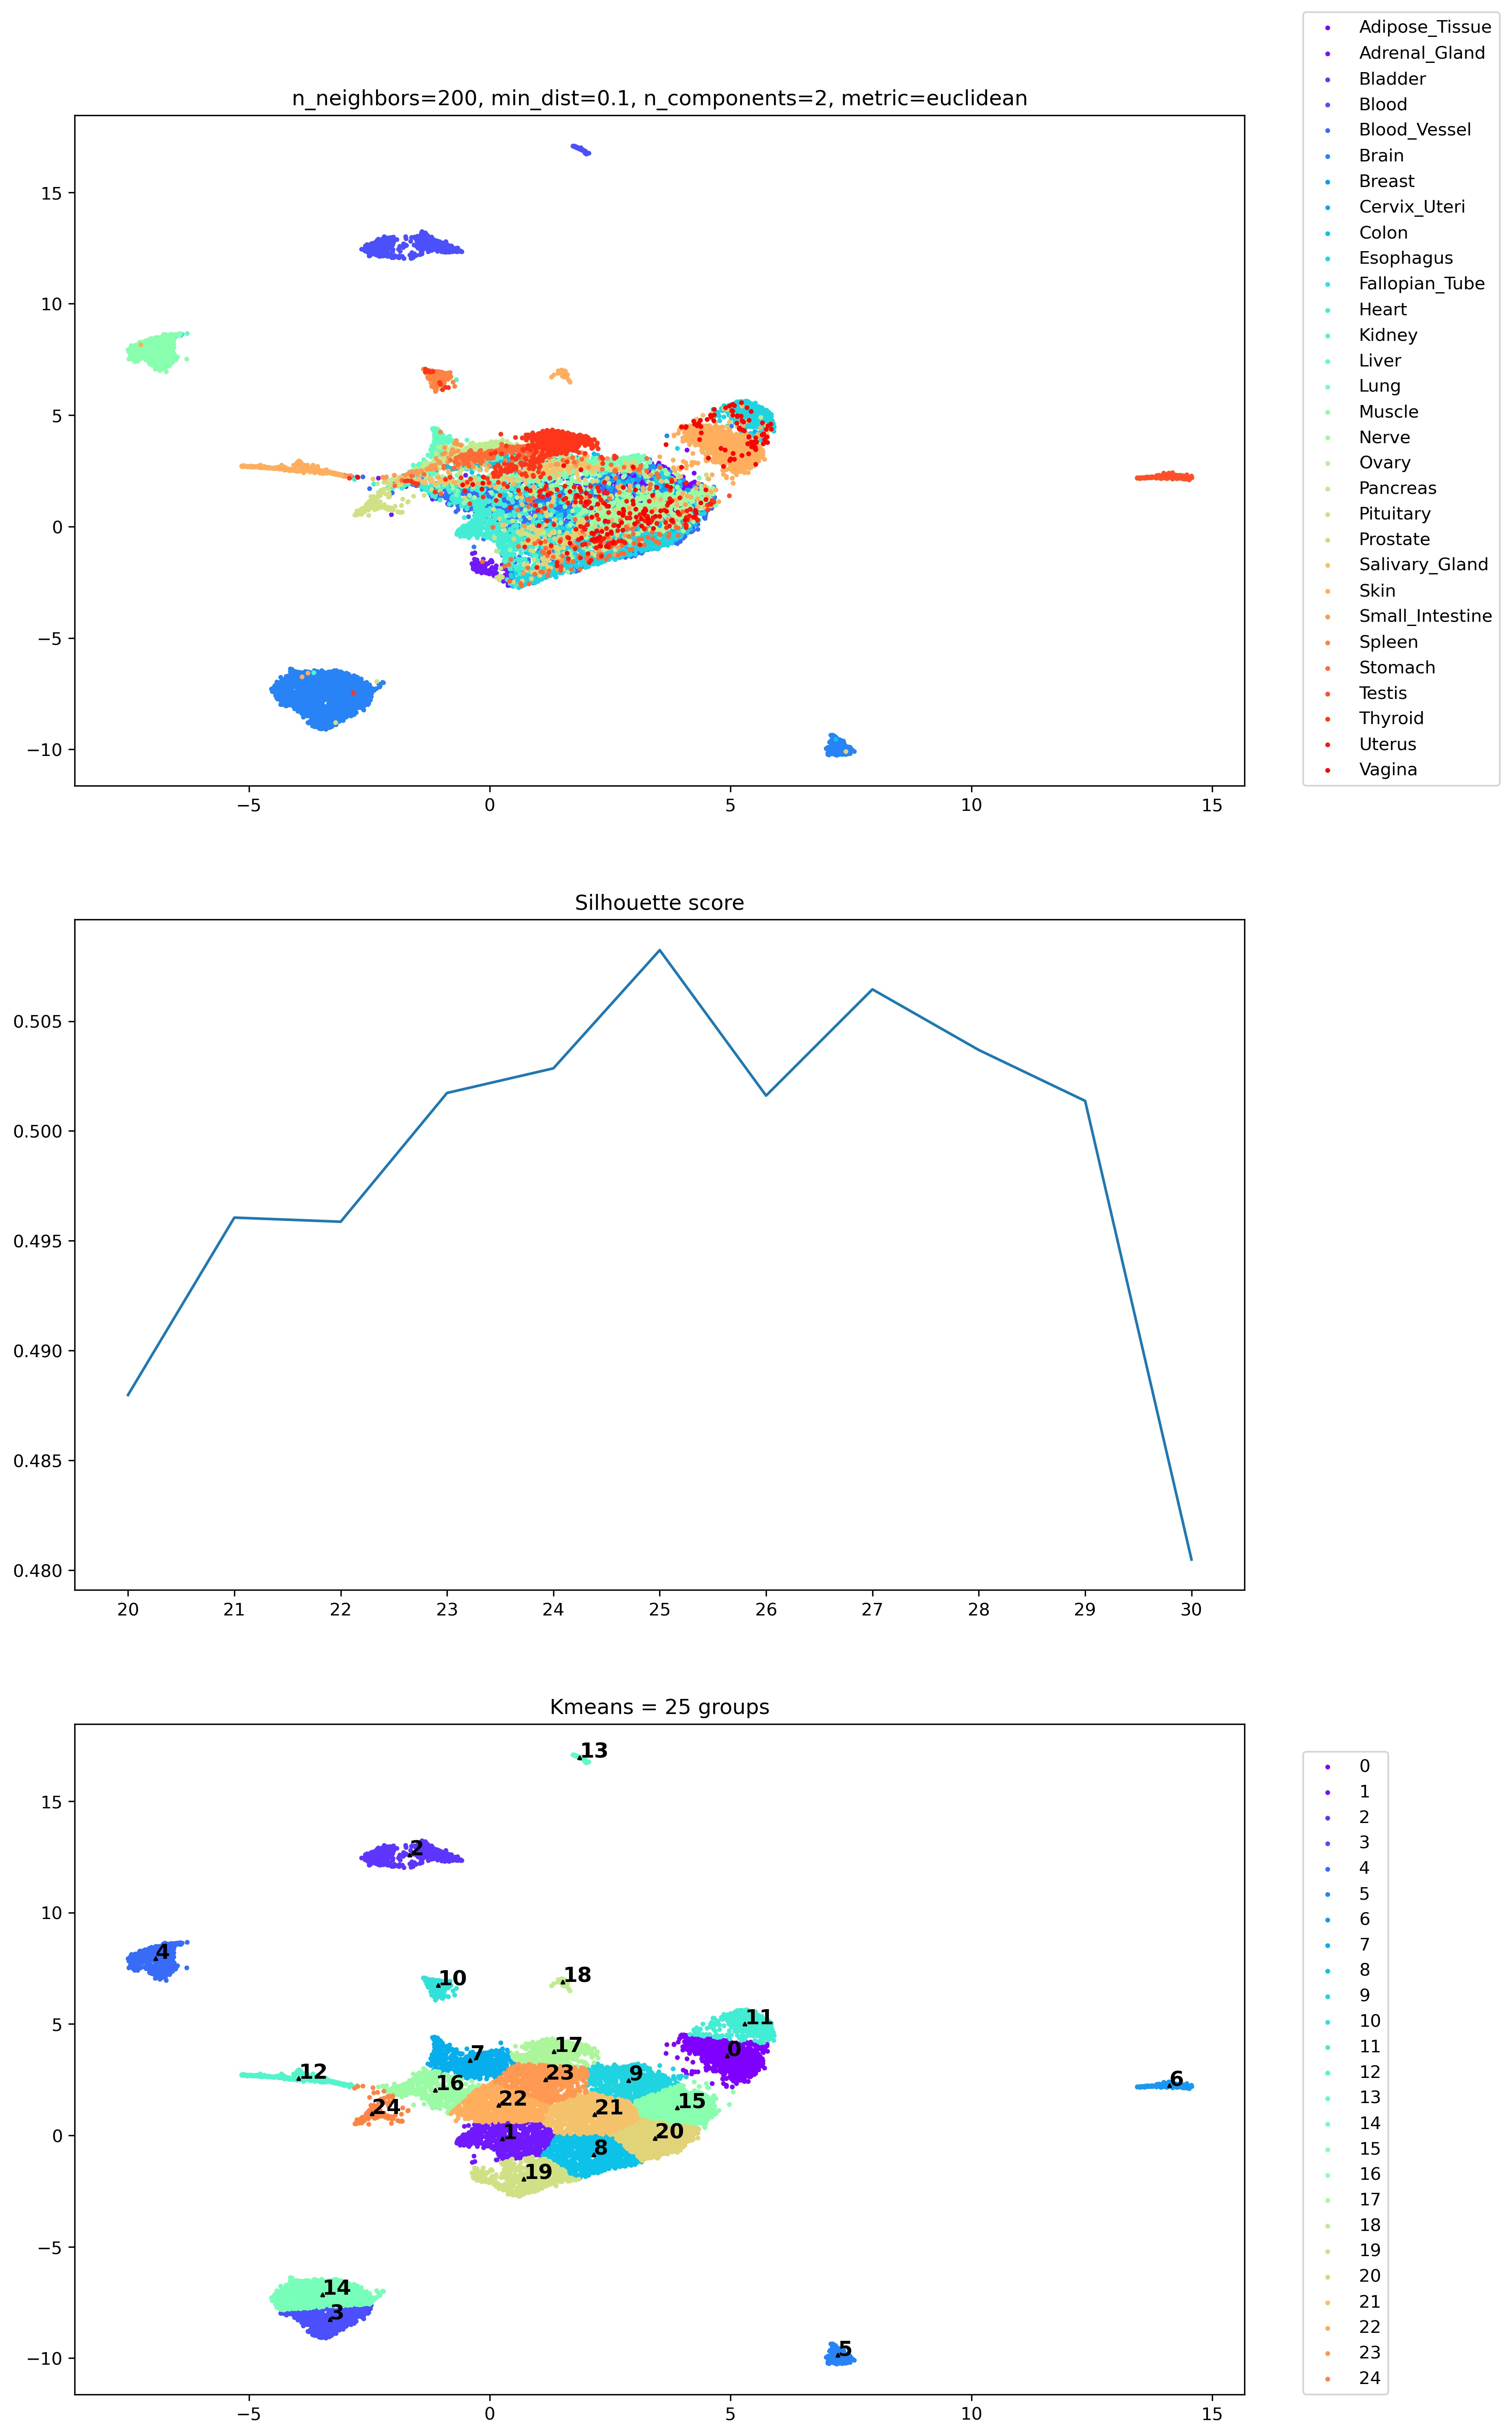 n_neighbors=200, min_dist=0.1, n_components=2, metric=euclidean
15
10
5
0
−5
−10
−5
0
5
10
15
Adipose_Tissue
Adrenal_Gland
Bladder
Blood
Blood_Vessel
Brain
Breast
Cervix_Uteri
Colon
Esophagus
Fallopian_Tube
Heart
Kidney
Liver
Lung
Muscle
Nerve
Ovary
Pancreas
Pituitary
Prostate
Salivary_Gland
Skin
Small_Intestine
Spleen
Stomach
Testis
Thyroid
Uterus
Vagina
Silhouette score
0.505
0.500
0.495
0.490
0.485
0.480
20
21
22
23
24
25
26
27
28
29
30
Kmeans = 25 groups
15
10
5
0
−5
−10
−5
0
5
10
15
13
2
4
10
18
11
0
17
7
23
9
12
16
6
22
15
24
21
1
20
8
19
14
3
5
0
1
2
3
4
5
6
7
8
9
10
11
12
13
14
15
16
17
18
19
20
21
22
23
24